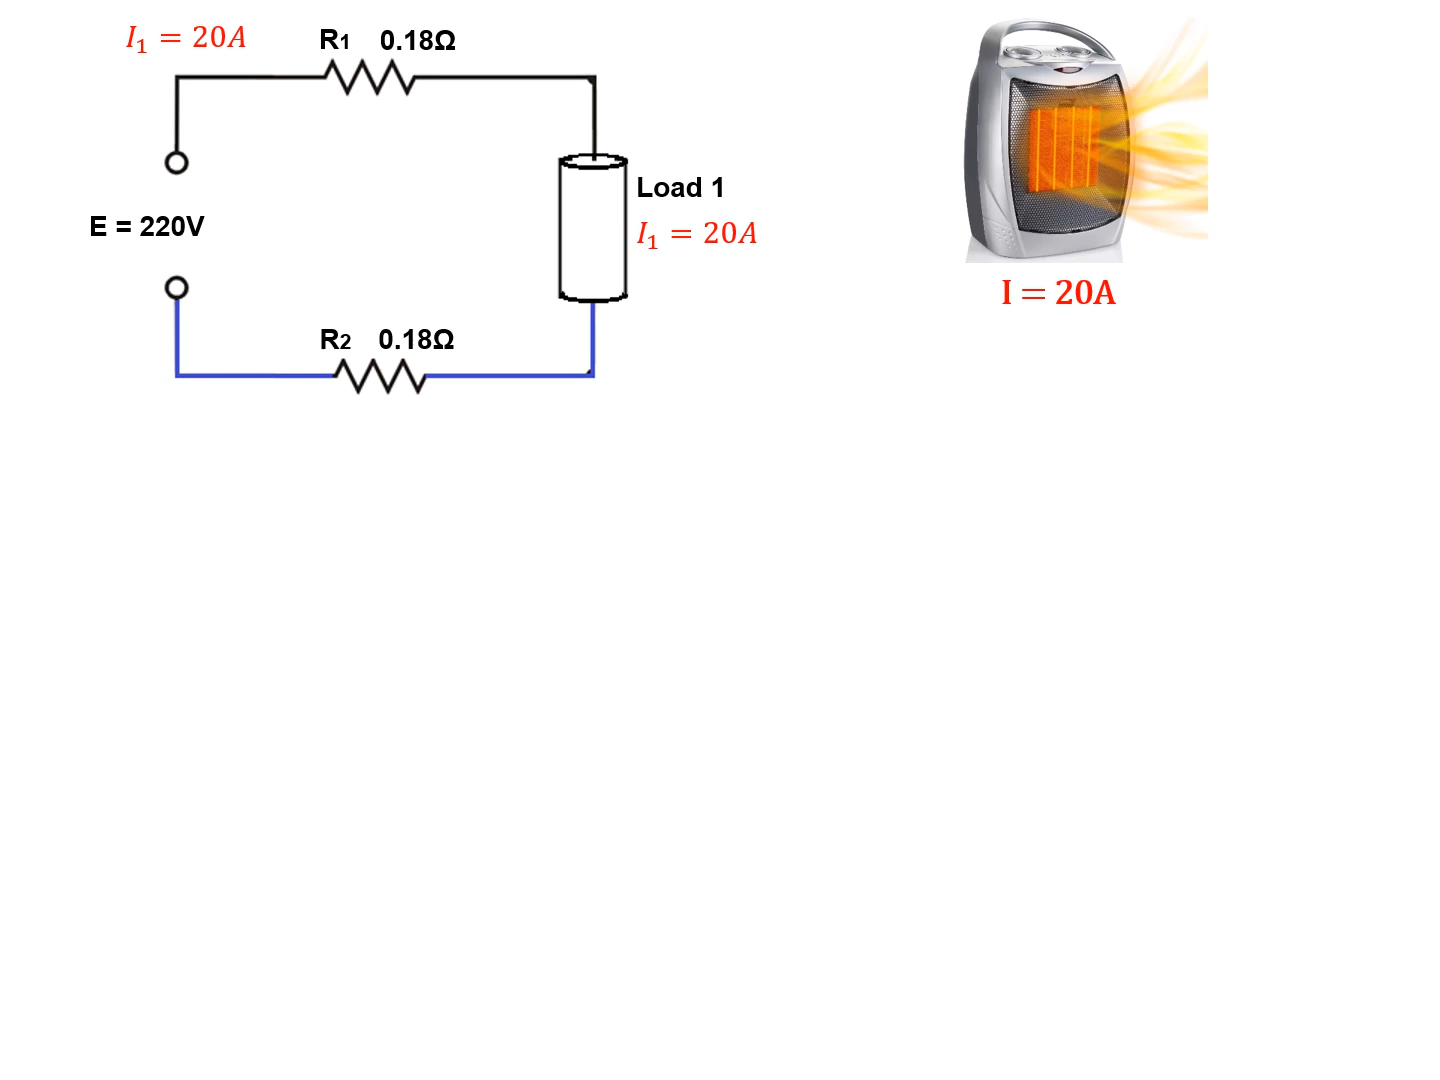 I₁ = 20A
R1 0.18Ω
E = 220V
Load 1
I₁ = 20A
R2 0.18Ω
I = 20A